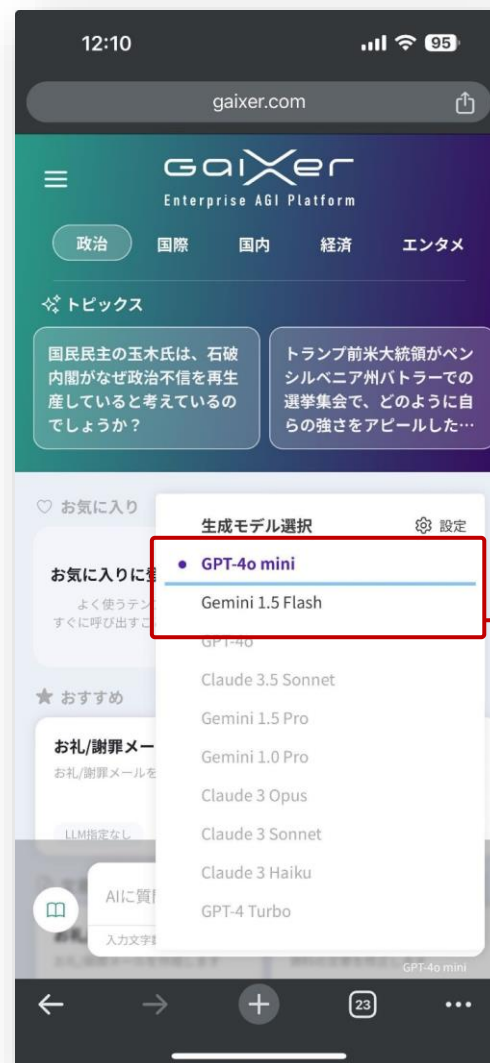 12:10
95
gaixer.com
GaiXer
Enterprise AGI Platform
政治 国際 国内 経済 エンタメ
トピックス
国民民主の玉木氏は、石破
内閣がなぜ政治不信を再生
産していると考えているの
でしょうか？
トランプ前米大統領がペン
シルベニア州バトラーでの
選挙集会で、どのように自
らの強さをアピールした…
お気に入り
生成モデル選択 設定
GPT-4o mini
お気に入りに
Gemini 1.5 Flash
よく使うテン
すぐに呼び出すこ
GPT-4o
Claude 3.5 Sonnet
おすすめ
Gemini 1.5 Pro
お礼/謝罪メー
Gemini 1.0 Pro
お礼/謝罪メールを
Claude 3 Opus
LLM指定なし
Claude 3 Sonnet
Claude 3 Haiku
AIに質
GPT-4 Turbo
入力文字
GPT-4o mini
23